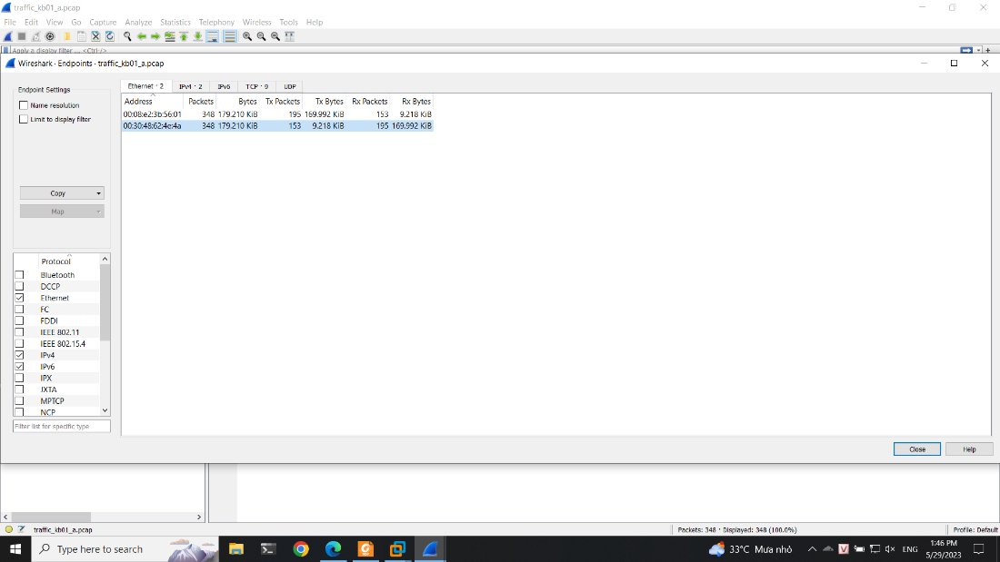 traffic_kb01_a.pcap
File Edit View Go Capture Analyze Statistics Telephony Wireless Tools Help
Apply a display filter ... <Ctrl-/>
Wireshark · Endpoints · traffic_kb01_a.pcap
Endpoint Settings
Name resolution
Limit to display filter
Copy
Map
Protocol
Bluetooth
DCCP
Ethernet
FC
FDDI
IEEE 802.11
IEEE 802.15.4
IPv4
IPv6
IPX
JXTA
MPTCP
NCP
Filter list for specific type
Ethernet · 2 IPv4 · 2 IPv6 TCP · 9 UDP
Address Packets Bytes Tx Packets Tx Bytes Rx Packets Rx Bytes
00:08:e2:3b:56:01 348 179.210 KiB 195 169.992 KiB 153 9.218 KiB
00:30:48:62:4e:4a 348 179.210 KiB 153 9.218 KiB 195 169.992 KiB
Close Help
traffic_kb01_a.pcap
Packets: 348 · Displayed: 348 (100.0%)
Profile: Default
Type here to search
33°C Mưa nhỏ
V
ENG
1:46 PM
5/29/2023